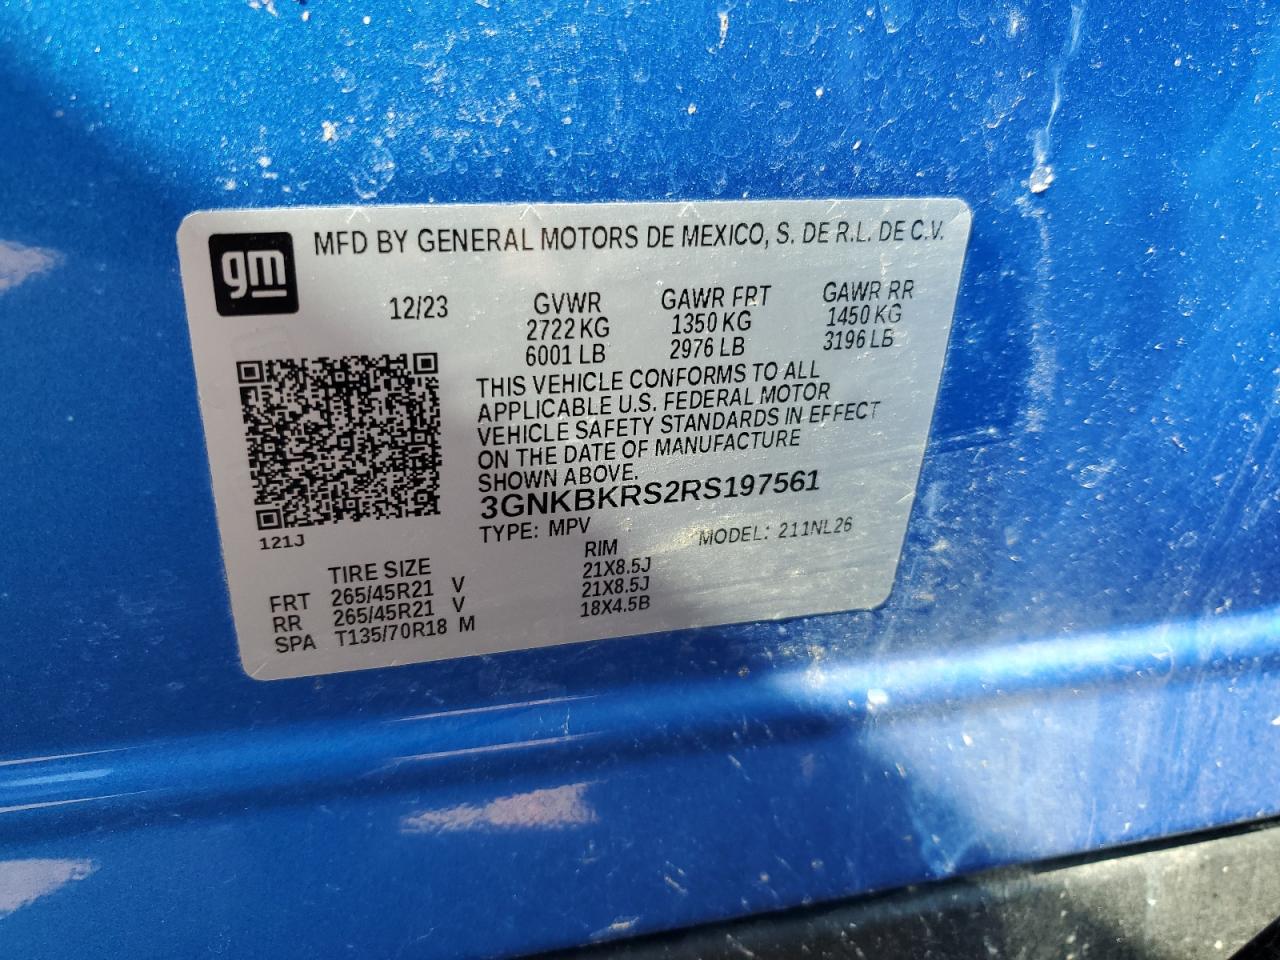 gm
MFD BY GENERAL MOTORS DE MEXICO, S. DE R.L. DE C.V.
12/23 GVWR GAWR FRT GAWR RR
2722 KG 1350 KG 1450 KG
6001 LB 2976 LB 3196 LB
THIS VEHICLE CONFORMS TO ALL
APPLICABLE U.S. FEDERAL MOTOR
VEHICLE SAFETY STANDARDS IN EFFECT
ON THE DATE OF MANUFACTURE
SHOWN ABOVE.
3GNKBKRS2RS197561
TYPE: MPV MODEL: 211NL26
121J
TIRE SIZE RIM
FRT 265/45R21 V 21X8.5J
RR 265/45R21 V 21X8.5J
SPA T135/70R18 M 18X4.5B